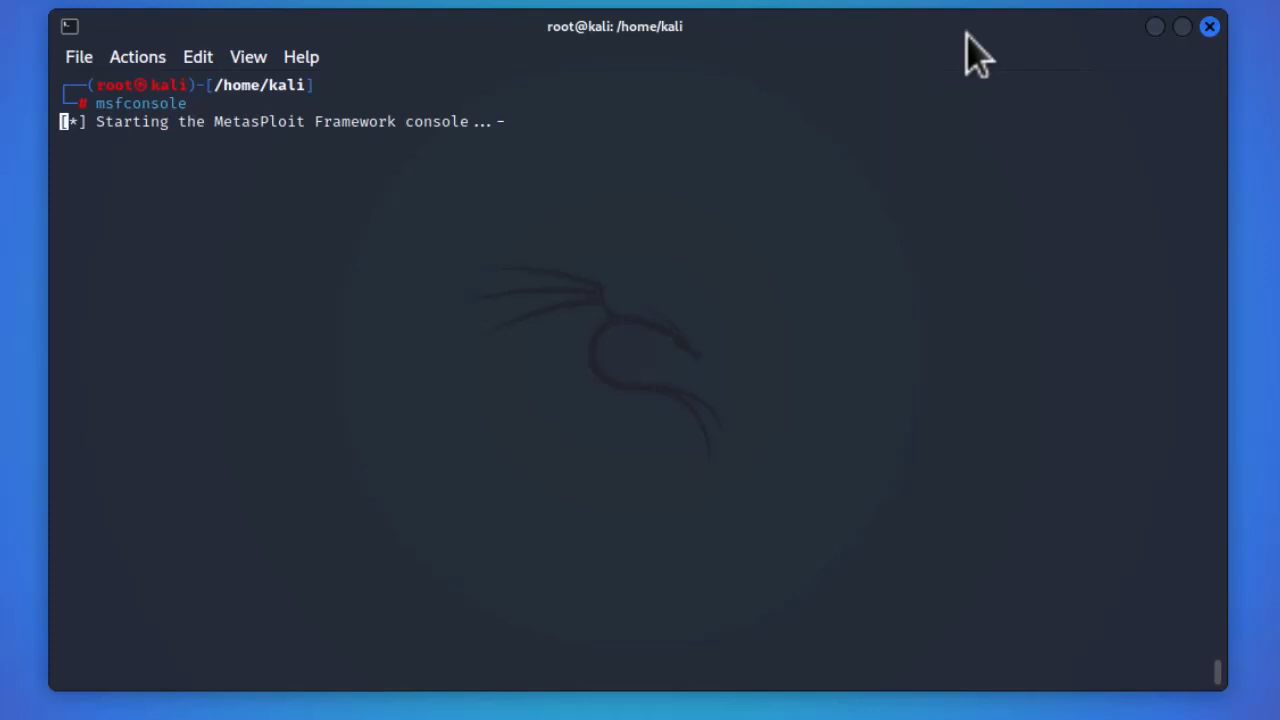 root@kali: /home/kali
File Actions Edit View Help
┌──(root㉿kali)-[/home/kali]
└─# msfconsole
[*] Starting the MetasPloit Framework console...-